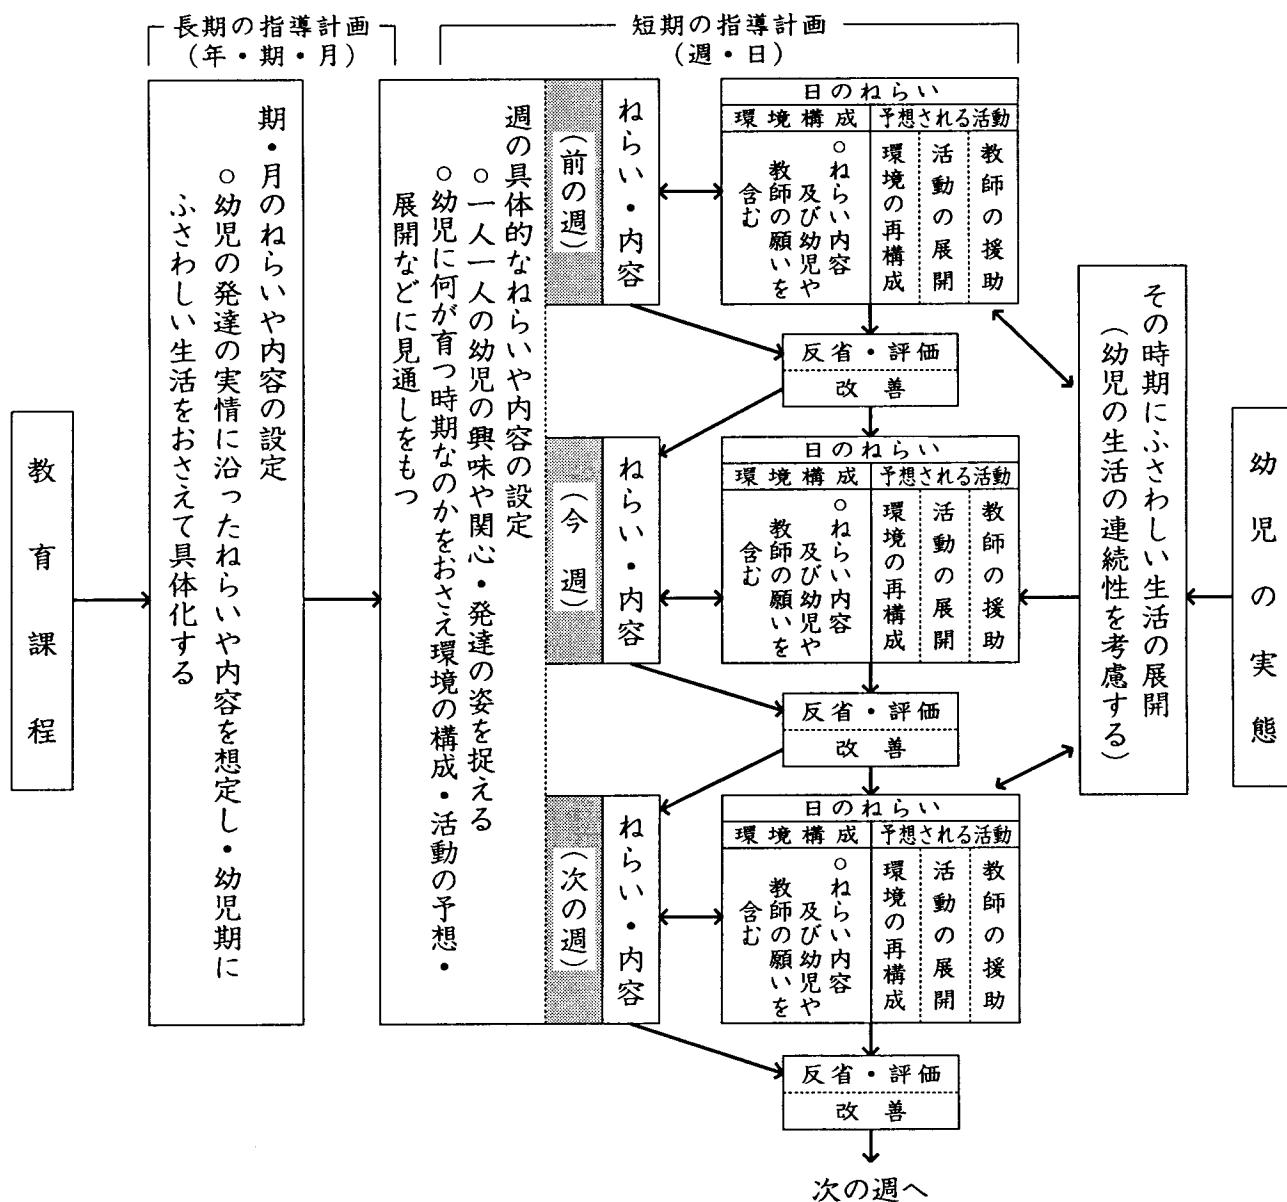 長期の指導計画
(年・期・月)
短期の指導計画
(週・日)
教育課程
期・月のねらいや内容の設定
○幼児の発達の実情に沿ったねらいや内容を想定し・幼児期に
ふさわしい生活をおさえて具体化する
週の具体的なねらいや内容の設定
○一人一人の幼児の興味や関心・発達の姿を捉える
○幼児に何が育つ時期なのかをおさえ環境の構成・活動の予想・
展開などに見通しをもつ
(前の週)
ねらい・内容
日のねらい
環境構成
予想される活動
○ねらい内容
及び幼児や
教師の願いを
含む
環境の再構成
活動の展開
教師の援助
反省・評価
改善
(今週)
ねらい・内容
日のねらい
環境構成
予想される活動
○ねらい内容
及び幼児や
教師の願いを
含む
環境の再構成
活動の展開
教師の援助
反省・評価
改善
(次の週)
ねらい・内容
日のねらい
環境構成
予想される活動
○ねらい内容
及び幼児や
教師の願いを
含む
環境の再構成
活動の展開
教師の援助
反省・評価
改善
次の週へ
その時期にふさわしい生活の展開
(幼児の生活の連続性を考慮する)
幼児の実態